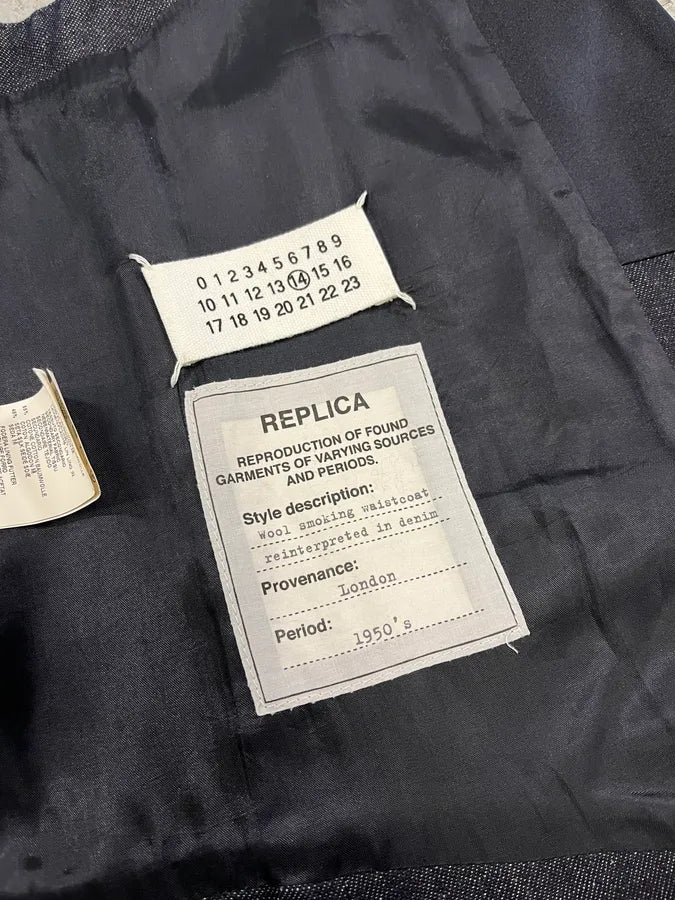 0 1 2 3 4 5 6 7 8 9
10 11 12 13 14 15 16
17 18 19 20 21 22 23
REPLICA
REPRODUCTION OF FOUND
GARMENTS OF VARYING SOURCES
AND PERIODS.
Style description:
Wool smoking waistcoat
reinterpreted in denim
Provenance:
London
Period:
1950's